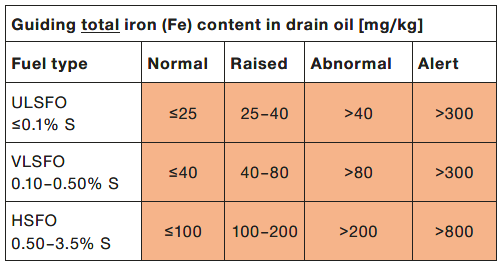 Guiding total iron (Fe) content in drain oil [mg/kg]
Fuel type Normal Raised Abnormal Alert
ULSFO
≤0.1% S ≤25 25–40 >40 >300
VLSFO
0.10–0.50% S ≤40 40–80 >80 >300
HSFO
0.50–3.5% S ≤100 100–200 >200 >800